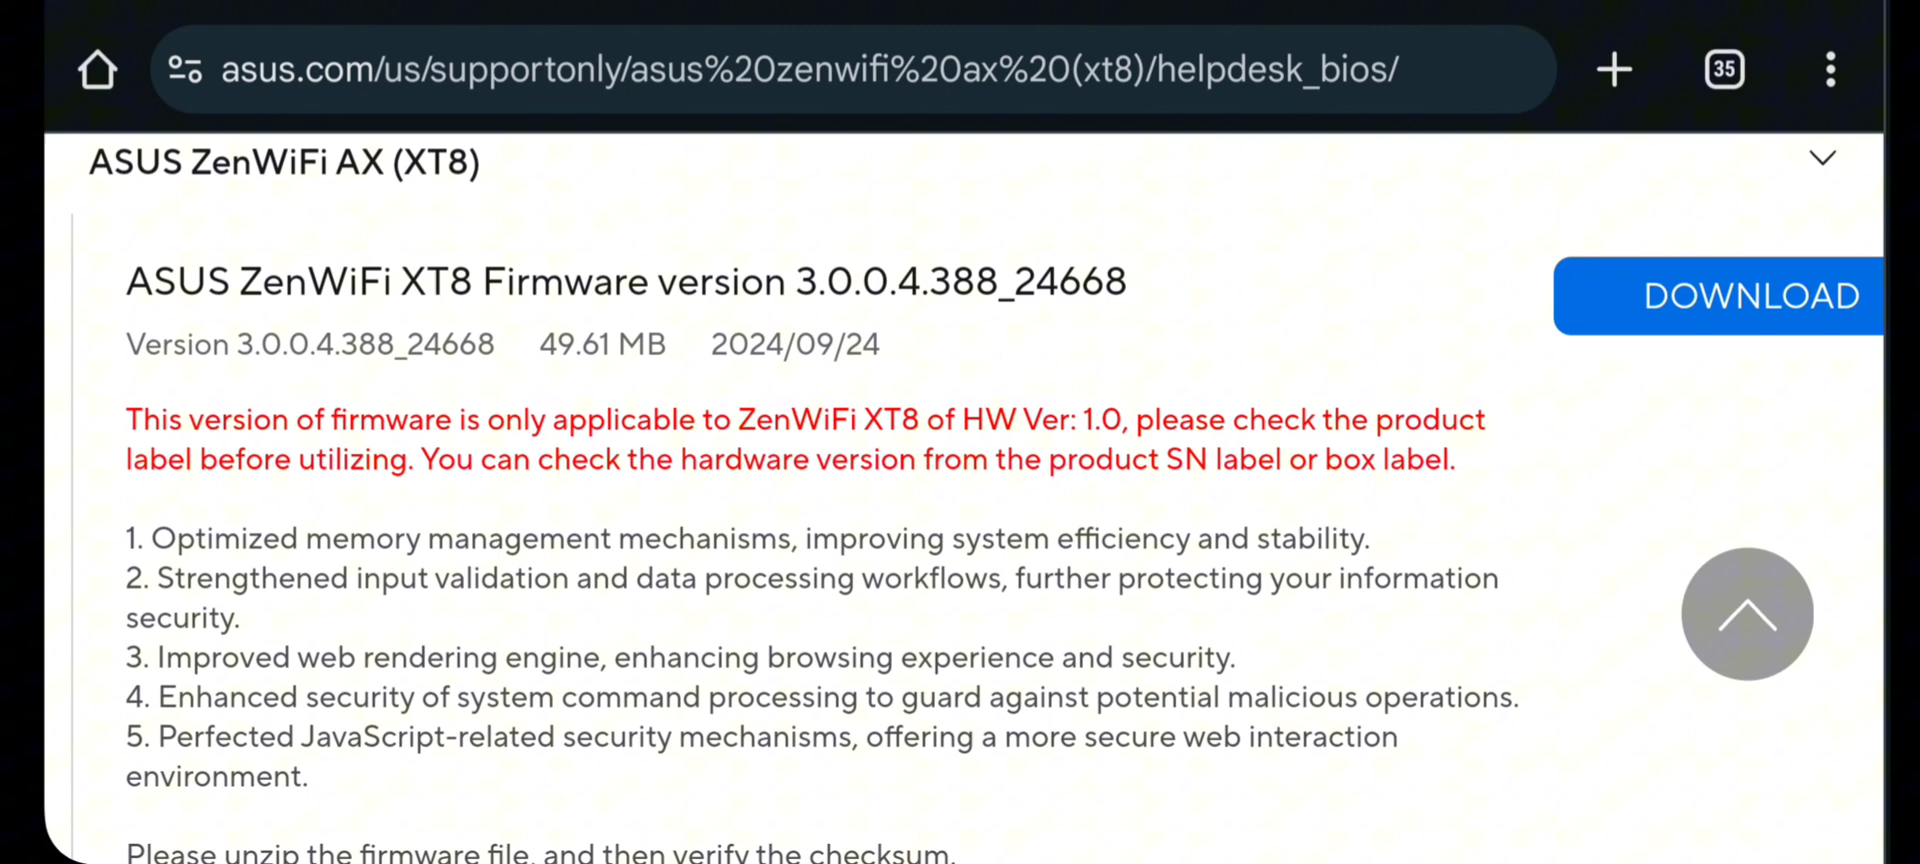 asus.com/us/supportonly/asus%20zenwifi%20ax%20(xt8)/helpdesk_bios/
35
ASUS ZenWiFi AX (XT8)
ASUS ZenWiFi XT8 Firmware version 3.0.0.4.388_24668
DOWNLOAD
Version 3.0.0.4.388_24668 49.61 MB 2024/09/24
This version of firmware is only applicable to ZenWiFi XT8 of HW Ver: 1.0, please check the product
label before utilizing. You can check the hardware version from the product SN label or box label.
1. Optimized memory management mechanisms, improving system efficiency and stability.
2. Strengthened input validation and data processing workflows, further protecting your information
security.
3. Improved web rendering engine, enhancing browsing experience and security.
4. Enhanced security of system command processing to guard against potential malicious operations.
5. Perfected JavaScript-related security mechanisms, offering a more secure web interaction
environment.
Please unzip the firmware file, and then verify the checksum.